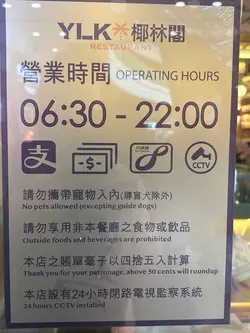 YLK 椰林閣
RESTAURANT
營業時間 OPERATING HOURS
06:30 - 22:00
支 -$- 八達通 CCTV
請勿攜帶寵物入內(導盲犬除外)
No pets allowed (excepting guide dogs)
請勿享用非本餐廳之食物或飲品
Outside foods and beverages are prohibited
本店之賬單毫子以四捨五入計算
Thank you for your patronage, above 50 cents will roundup
本店設有24小時閉路電視監察系統
24 hours CCTV installed